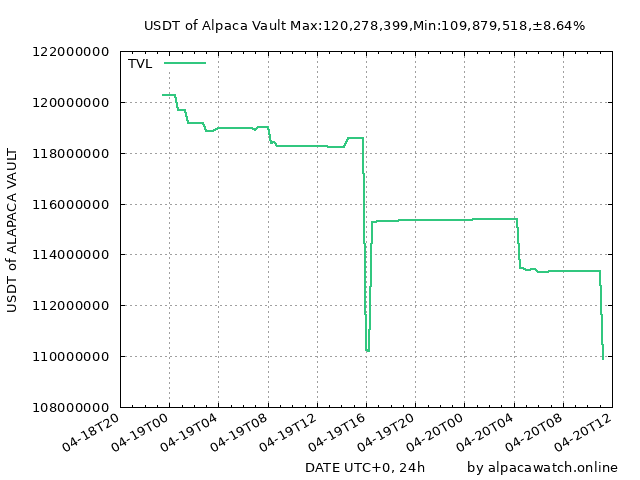 USDT of Alpaca Vault Max:120,278,399,Min:109,879,518,±8.64%
TVL
122000000
120000000
118000000
116000000
114000000
112000000
110000000
108000000
USDT of ALAPACA VAULT
04-18T20
04-19T00
04-19T04
04-19T08
04-19T12
04-19T16
04-19T20
04-20T00
04-20T04
04-20T08
04-20T12
DATE UTC+0, 24h
by alpacawatch.online